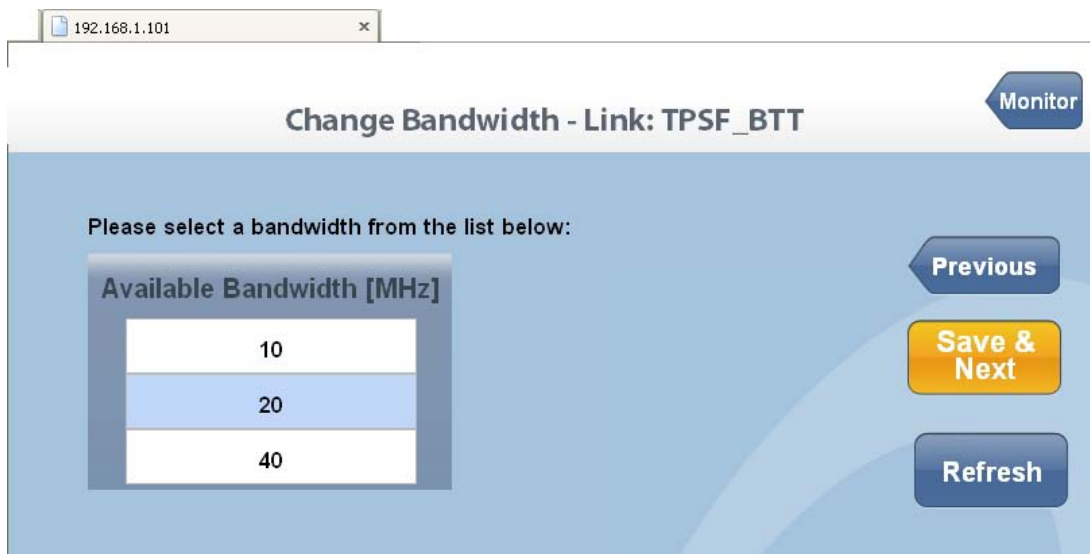 192.168.1.101
Change Bandwidth - Link: TPSF_BTT
Monitor
Please select a bandwidth from the list below:
Available Bandwidth [MHz]
10
20
40
Previous
Save &
Next
Refresh